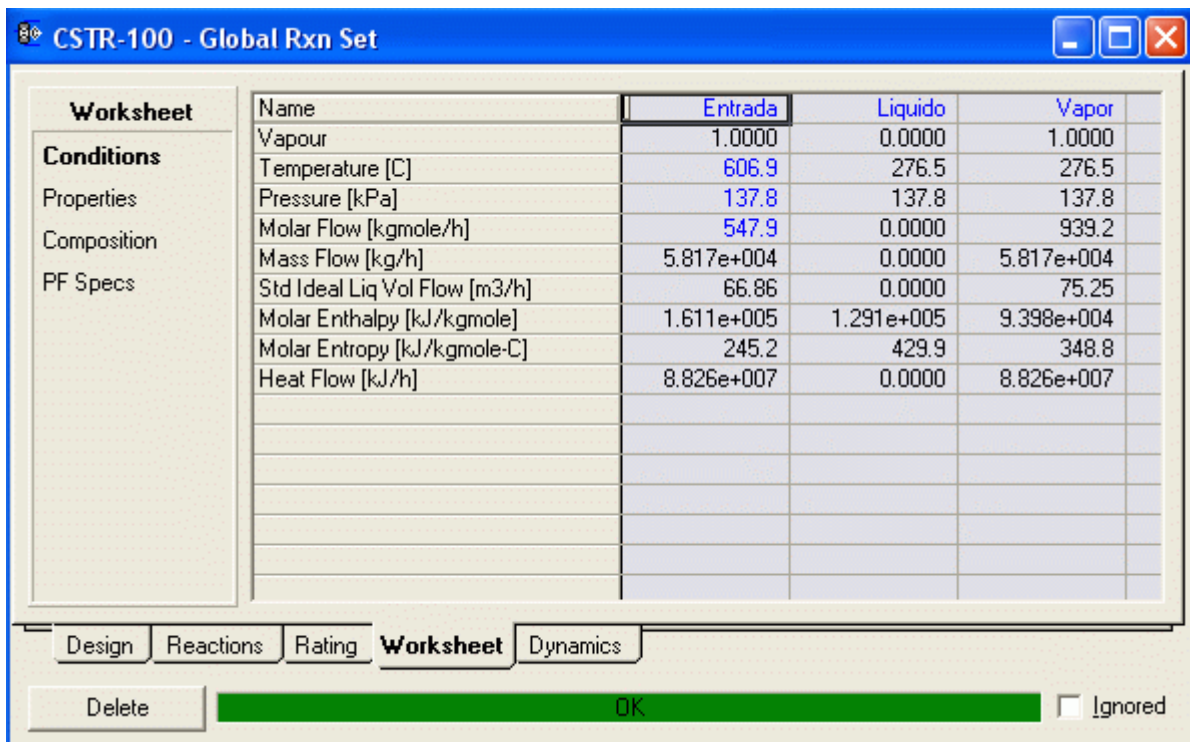 CSTR-100 - Global Rxn Set
Worksheet
Conditions
Properties
Composition
PF Specs
Name Entrada Liquido Vapor
Vapour 1.0000 0.0000 1.0000
Temperature [C] 606.9 276.5 276.5
Pressure [kPa] 137.8 137.8 137.8
Molar Flow [kgmole/h] 547.9 0.0000 939.2
Mass Flow [kg/h] 5.817e+004 0.0000 5.817e+004
Std Ideal Liq Vol Flow [m3/h] 66.86 0.0000 75.25
Molar Enthalpy [kJ/kgmole] 1.611e+005 1.291e+005 9.398e+004
Molar Entropy [kJ/kgmole-C] 245.2 429.9 348.8
Heat Flow [kJ/h] 8.826e+007 0.0000 8.826e+007
Design Reactions Rating Worksheet Dynamics
Delete OK Ignored